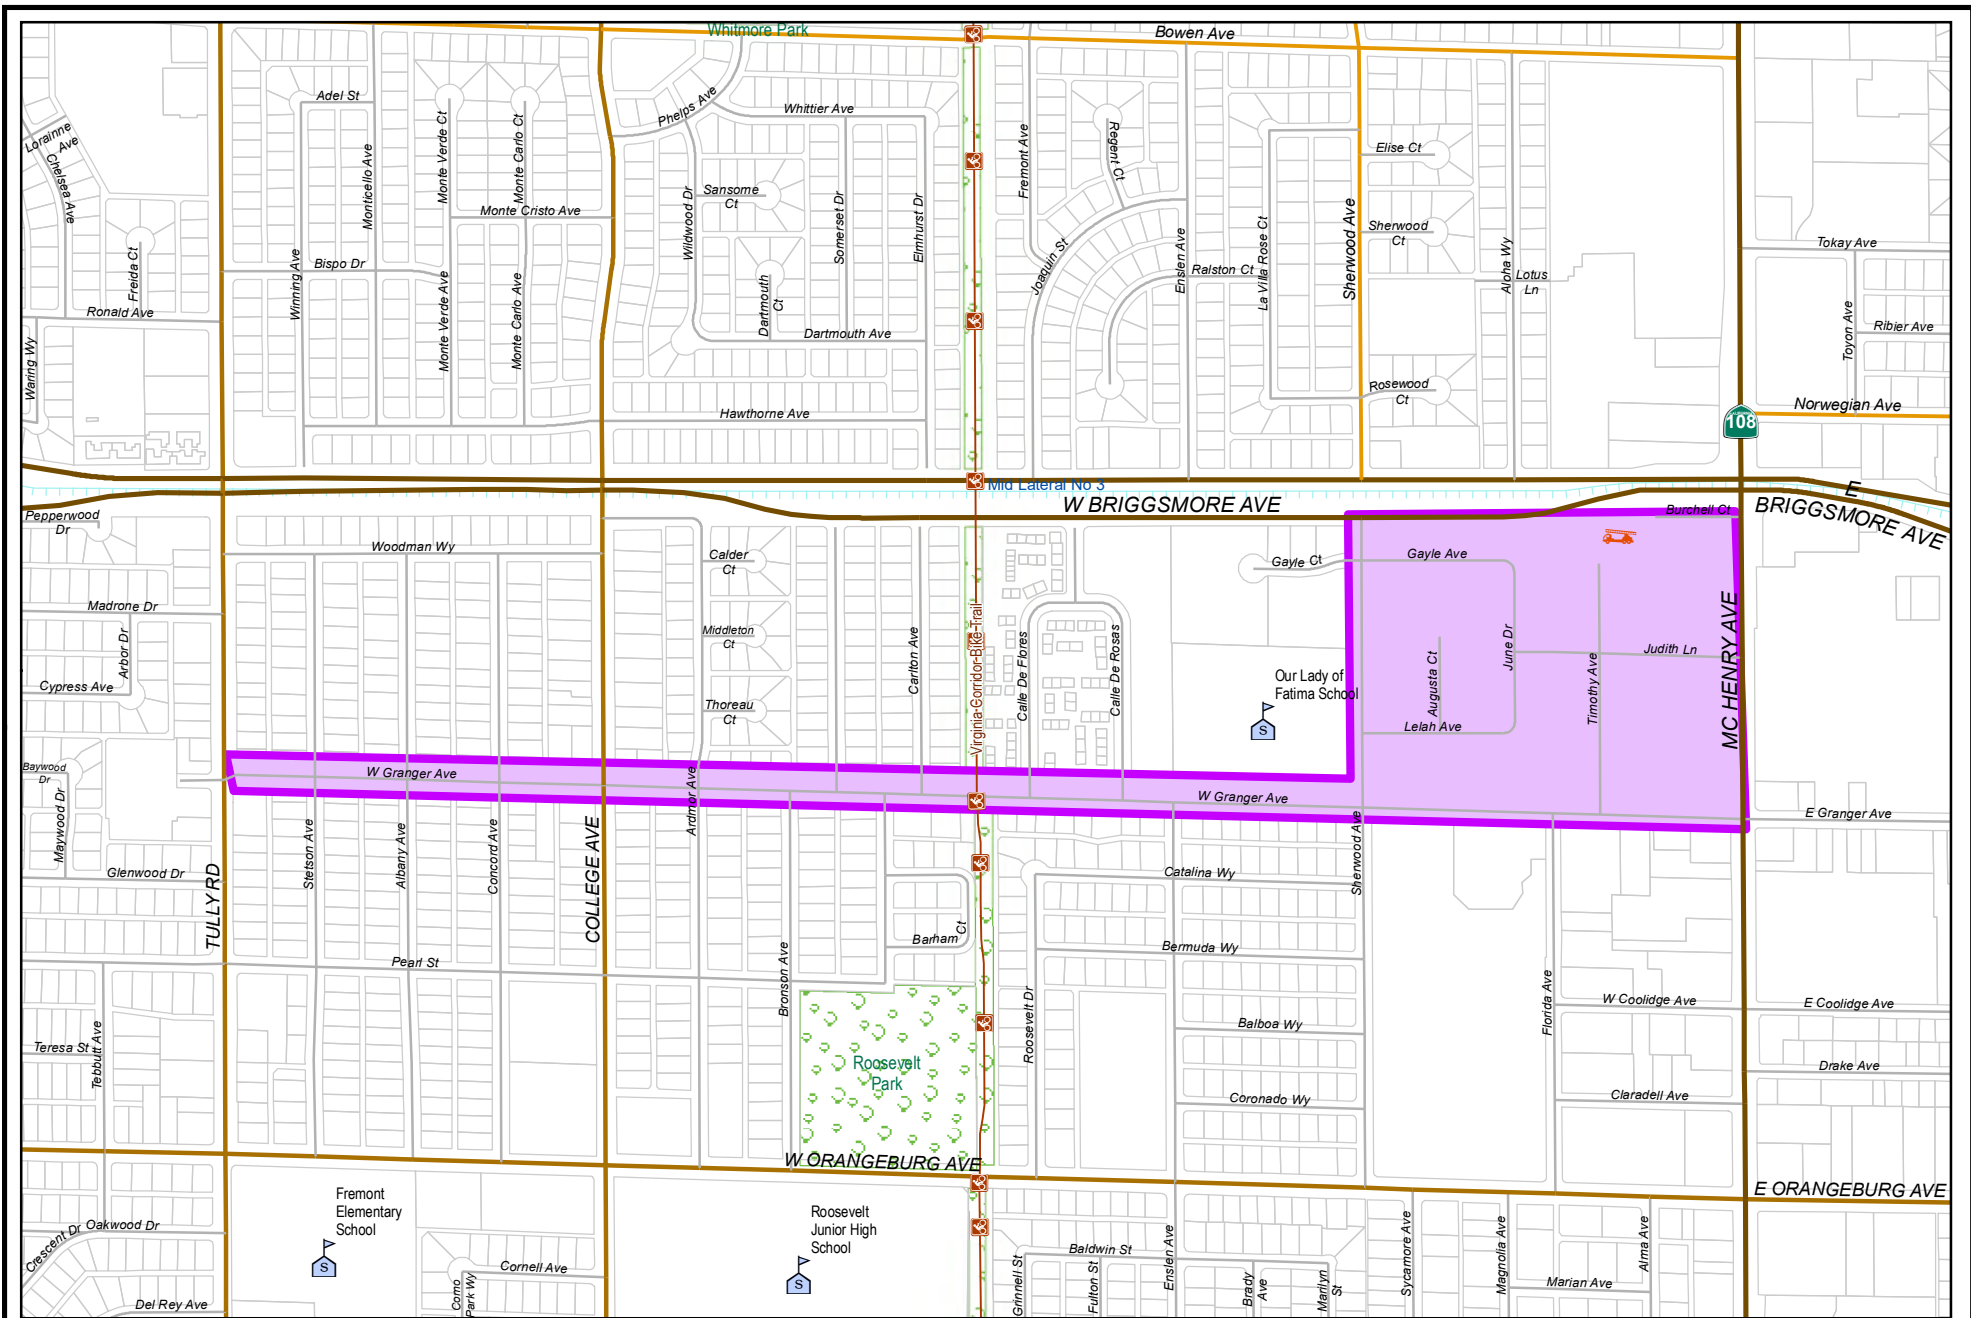 Whitmore Park
Bowen Ave
Adel St
Phelps Ave
Whittier Ave
Lorainne
Ave
Chelsea Ave
Monticello Ave
Monte Verde Ct
Monte Carlo Ct
Fremont Ave
Regent Ct
Elise Ct
Sansome
Ct
Monte Cristo Ave
Wildwood Dr
Somerset Dr
Elmhurst Dr
Sherwood
Ct
Freida Ct
Bispo Dr
Winning Ave
Joaquin St
Enslen Ave
Ralston Ct
La Villa Rose Ct
Sherwood Ave
Aloha Wy
Lotus
Ln
Tokay Ave
Ronald Ave
Monte Verde Ave
Monte Carlo Ave
Dartmouth
Ct
Dartmouth Ave
Toyon Ave
Ribier Ave
Waring Wy
Hawthorne Ave
Rosewood
Ct
Norwegian Ave
108
Mid Lateral No 3
W BRIGGSMORE AVE
E
BRIGGSMORE AVE
Burchell Ct
Pepperwood
Dr
Woodman Wy
Calder
Ct
Gayle Ct
Gayle Ave
Madrone Dr
Arbor Dr
Middleton
Ct
Carlton Ave
Virginia Corridor Bike Trail
Calle De Flores
Calle De Rosas
Augusta Ct
June Dr
Timothy Ave
Judith Ln
MC HENRY AVE
Cypress Ave
Our Lady of
Fatima School
S
Thoreau
Ct
Lelah Ave
Baywood
Dr
Maywood Dr
W Granger Ave
Ardmor Ave
W Granger Ave
E Granger Ave
Stetson Ave
Albany Ave
Concord Ave
COLLEGE AVE
Sherwood Ave
Glenwood Dr
TULLY RD
Catalina Wy
Barham
Ct
Bermuda Wy
Pearl St
Bronson Ave
Roosevelt Dr
Florida Ave
W Coolidge Ave
E Coolidge Ave
Balboa Wy
Teresa St
Tebbutt Ave
Roosevelt
Park
Drake Ave
Coronado Wy
Claradell Ave
W ORANGEBURG AVE
E ORANGEBURG AVE
Fremont
Elementary
School
S
Roosevelt
Junior High
School
S
Crescent Dr
Oakwood Dr
Cornell Ave
Como
Park Wy
Del Rey Ave
Grinnell St
Baldwin St
Fulton St
Enslen Ave
Brady
Ave
Marilyn
St
Sycamore Ave
Magnolia Ave
Marian Ave
Alma Ave